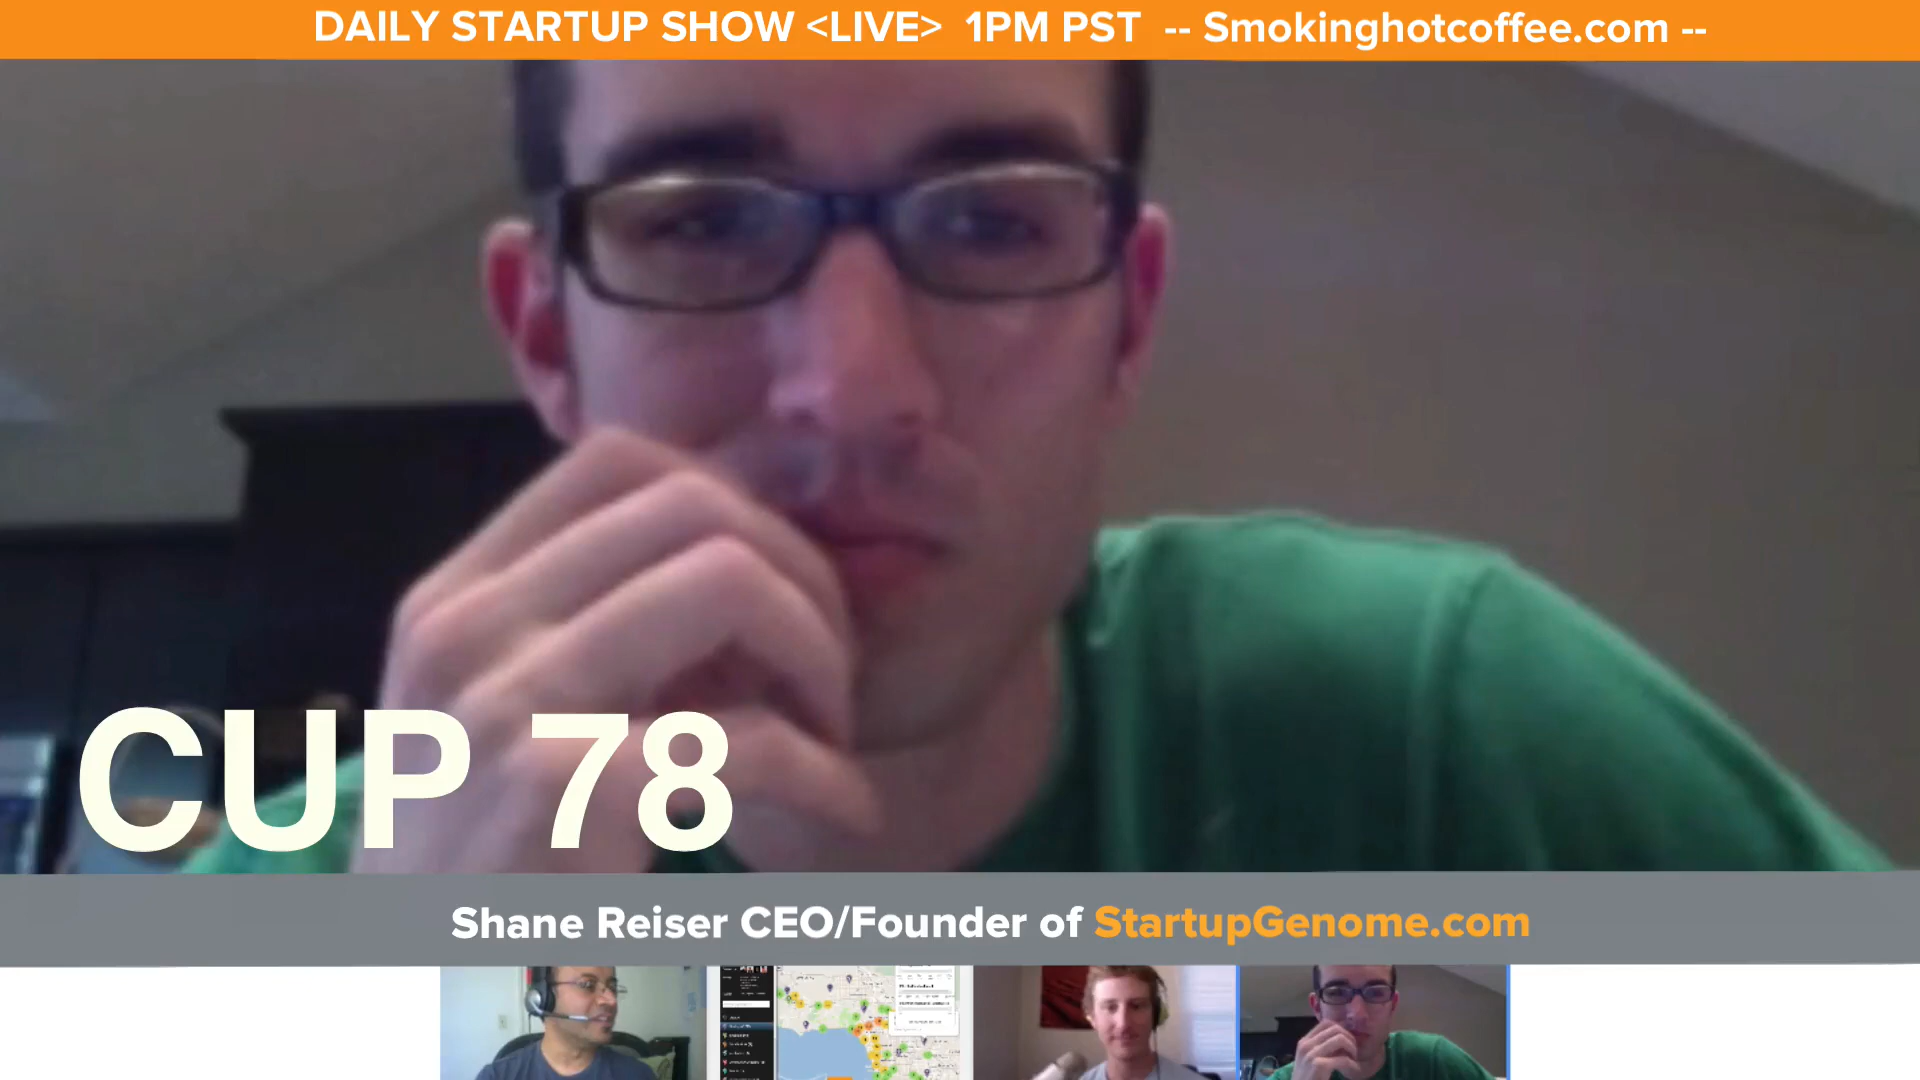 DAILY STARTUP SHOW <LIVE> 1PM PST -- Smokinghotcoffee.com --
CUP 78
Shane Reiser CEO/Founder of StartupGenome.com